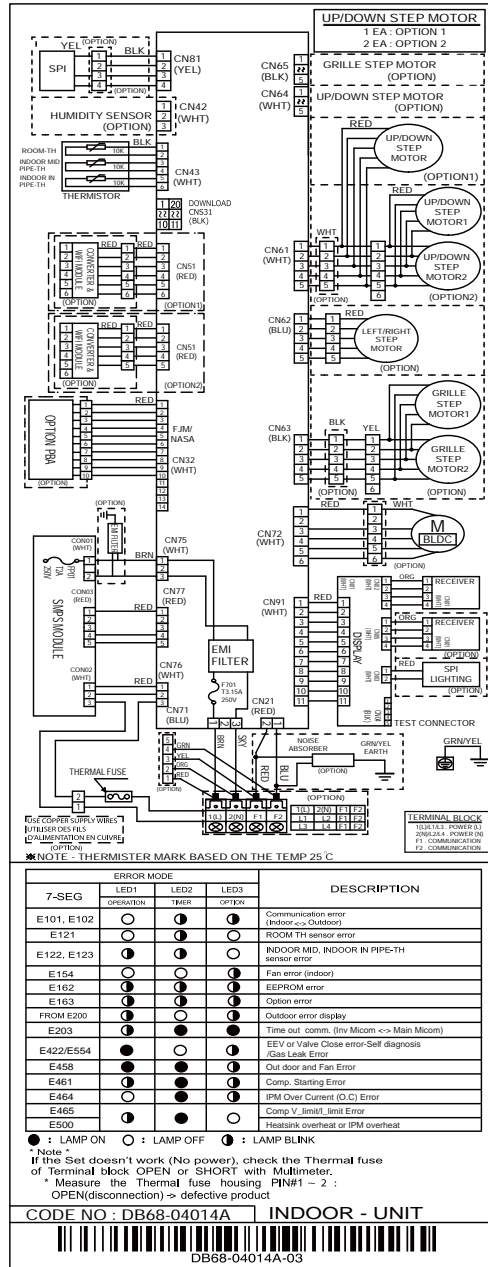 UP/DOWN STEP MOTOR
1 EA : OPTION 1
2 EA : OPTION 2
YEL (OPTION) BLK
SPI
1
2
3
4
(OPTION)
CN81
(YEL)
HUMIDITY SENSOR
(OPTION)
CN42
(WHT)
ROOM-TH
INDOOR MID
PIPE-TH
INDOOR IN
PIPE-TH
10K
10K
10K
THERMISTOR
BLK
CN43
(WHT)
1 20
10 11
DOWNLOAD
CNS31
(BLK)
CONVERTER &
WIFI MODULE
(OPTION)
RED RED
CN51
(RED)
(OPTION1)
CONVERTER &
WIFI MODULE
(OPTION)
RED RED
CN51
(RED)
(OPTION2)
OPTION PBA
(OPTION)
RED
FJM/
NASA
CN32
(WHT)
CN65
(BLK)
GRILLE STEP MOTOR
(OPTION)
CN64
(WHT)
UP/DOWN STEP MOTOR
(OPTION)
RED
UP/DOWN
STEP
MOTOR
(OPTION1)
RED
UP/DOWN
STEP
MOTOR1
CN61
(WHT)
WHT
UP/DOWN
STEP
MOTOR2
(OPTION)
(OPTION2)
CN62
(BLU)
RED
LEFT/RIGHT
STEP
MOTOR
(OPTION)
GRILLE
STEP
MOTOR1
CN63
(BLK)
BLK YEL
GRILLE
STEP
MOTOR2
(OPTION)
(OPTION)
CN72
(WHT)
RED
WHT
M
BLDC
(OPTION)
(OPTION)
EMI FILTER
CON01
(WHT)
250V
T2A
BRN
CN75
(WHT)
SMPS MODULE
CON03
(RED)
RED
CN77
(RED)
CON02
(WHT)
RED
CN76
(WHT)
CN71
(BLU)
EMI
FILTER
F701
T3.15A
250V
CN21
(RED)
CN91
(WHT)
RED
DISPLAY
ORG
RECEIVER
ORG
RECEIVER
(OPTION)
RED
SPI
LIGHTING
(OPTION)
TEST CONNECTOR
GRN
YEL
ORG
RED
(OPTION)
BRN
SKY
RED
BLU
NOISE
ABSORBER
(OPTION)
GRN/YEL
EARTH
GRN/YEL
THERMAL FUSE
2
1
USE COPPER SUPPLY WIRES
UTILISER DES FILS
D'ALIMENTATION EN CUIVRE
(OPTION)
1(L) 2(N) F1 F2
(OPTION)
1(L) 2(N) F1 F2
L1 L2 F1 F2
L3 L4 F1 F2
TERMINAL BLOCK
1(L)/L1/L3 : POWER (L)
2(N)/L2/L4 : POWER (N)
F1 : COMMUNICATION
F2 : COMMUNICATION
※NOTE - THERMISTER MARK BASED ON THE TEMP 25°C
ERROR MODE
7-SEG LED1 LED2 LED3 DESCRIPTION
OPERATION TIMER OPTION
E101, E102 ○ ◑ ◑ Communication error
(Indoor <-> Outdoor)
E121 ○ ◑ ○ ROOM TH sensor error
E122, E123 ◑ ◑ ○ INDOOR MID, INDOOR IN PIPE-TH
sensor error
E154 ○ ○ ◑ Fan error (indoor)
E162 ◑ ◑ ◑ EEPROM error
E163 ◑ ◑ ◑ Option error
FROM E200 ◑ ○ ◑ Outdoor error display
E203 ◑ ● ● Time out comm. (Inv Micom <-> Main Micom)
E422/E554 ● ○ ◑ EEV or Valve Close error-Self diagnosis
/Gas Leak Error
E458 ● ● ◑ Out door and Fan Error
E461 ◑ ● ◑ Comp. Starting Error
E464 ○ ● ◑ IPM Over Current (O.C) Error
E465 ◑ ● ○ Comp V_limit/I_limit Error
E500 Heatsink overheat or IPM overheat
● : LAMP ON ○ : LAMP OFF ◑ : LAMP BLINK
* Note *
If the Set doesn't work (No power), check the Thermal fuse
of Terminal block OPEN or SHORT with Multimeter.
* Measure the Thermal fuse housing PIN#1 ~ 2 :
OPEN(disconnection) -> defective product
CODE NO : DB68-04014A INDOOR - UNIT
DB68-04014A-03